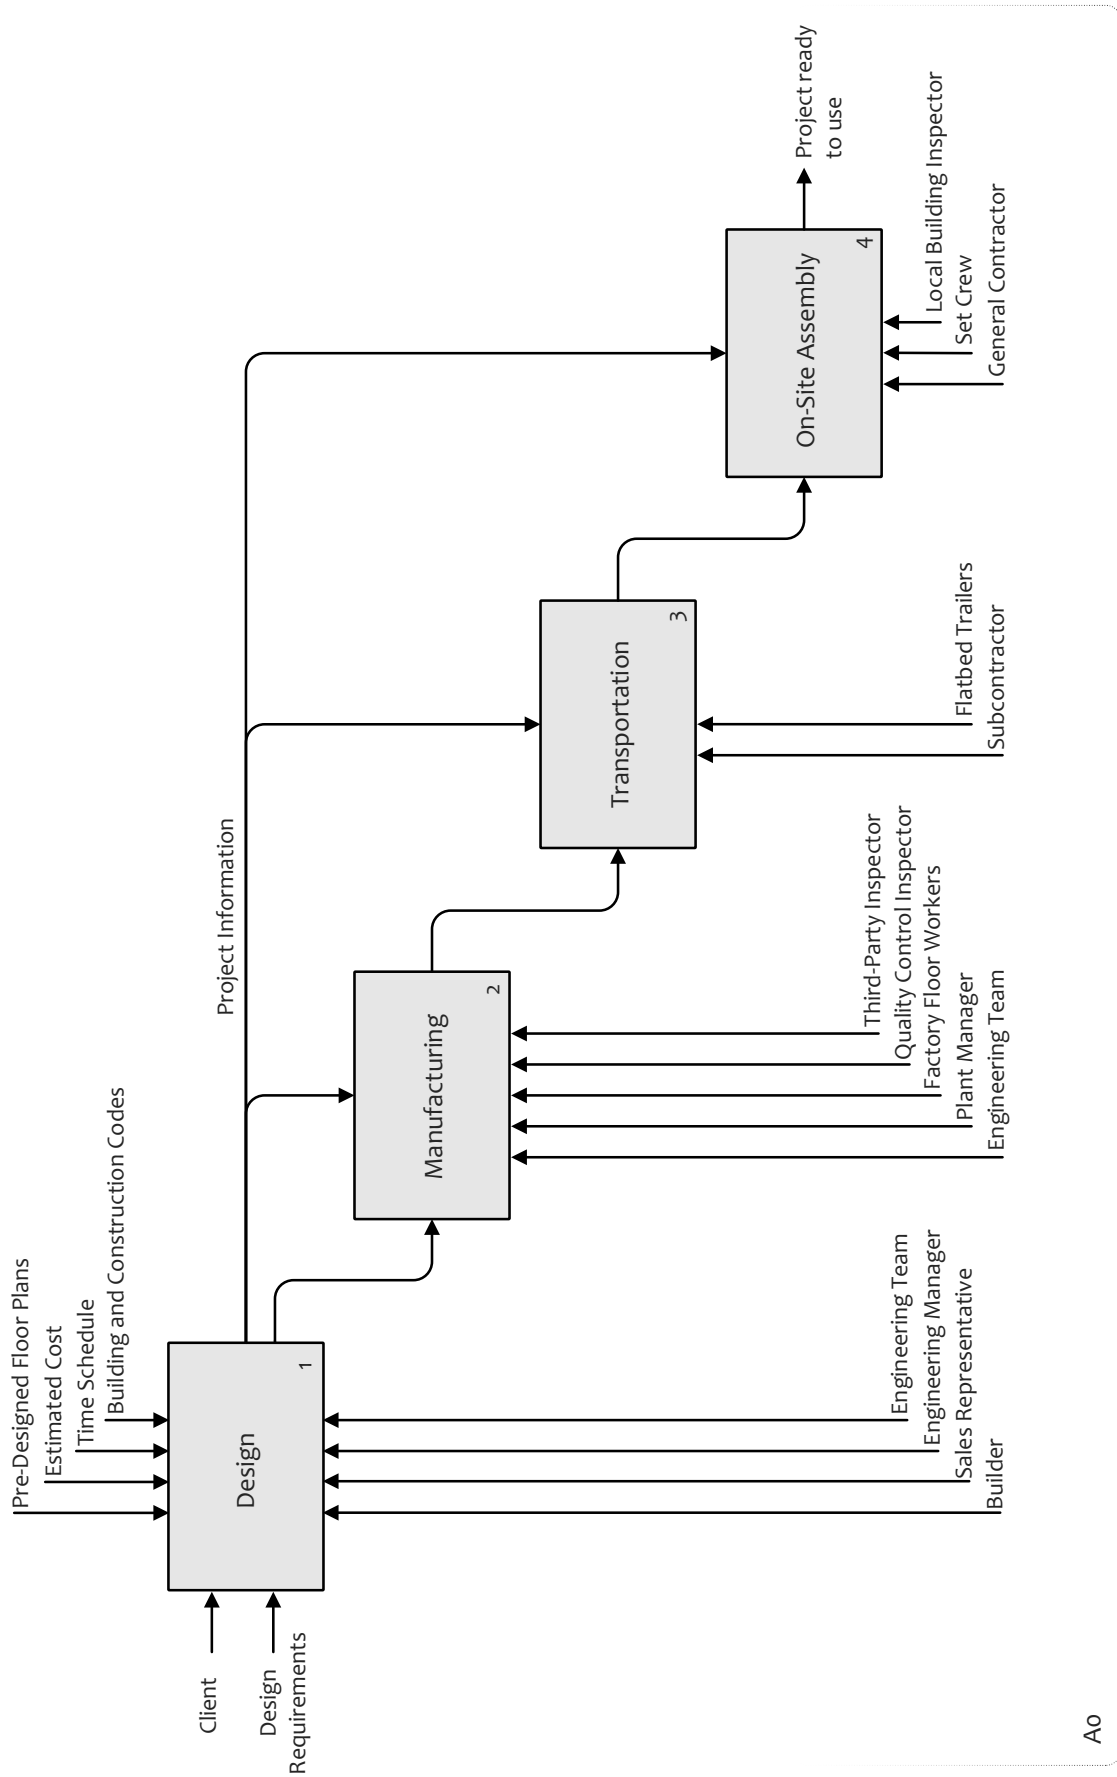 Pre-Designed Floor Plans
Estimated Cost
Time Schedule
Building and Construction Codes
Project Information
Client
Design
Requirements
Design
1
Manufacturing
2
Transportation
3
On-Site Assembly
4
Project ready
to use
Engineering Team
Engineering Manager
Sales Representative
Builder
Third-Party Inspector
Quality Control Inspector
Factory Floor Workers
Plant Manager
Engineering Team
Flatbed Trailers
Subcontractor
Local Building Inspector
Set Crew
General Contractor
A0